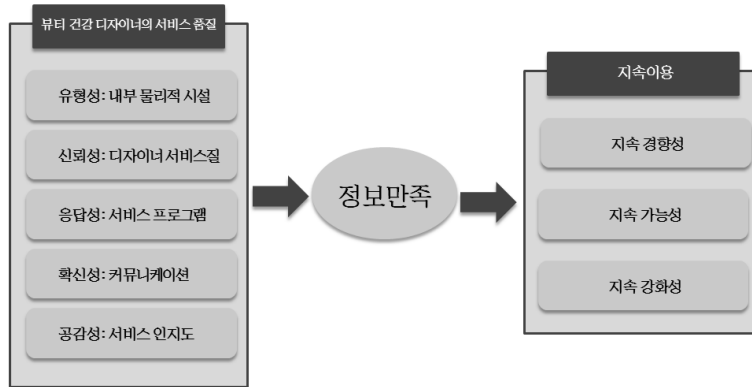 뷰티 건강 디자이너의 서비스 품질
유형성: 내부 물리적 시설
신뢰성: 디자이너 서비스질
응답성: 서비스 프로그램
확신성: 커뮤니케이션
공감성: 서비스 인지도
정보만족
지속이용
지속 경향성
지속 가능성
지속 강화성